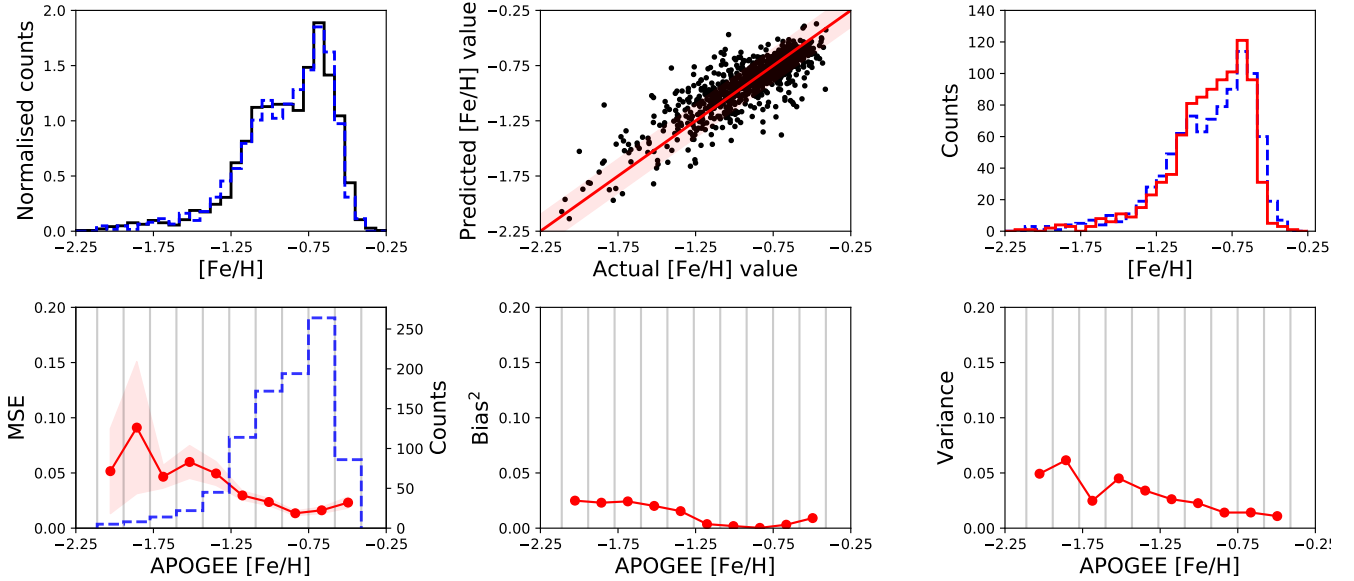 2.0
1.5
1.0
0.5
0.0
Normalised counts
−2.25 −1.75 −1.25 −0.75 −0.25
[Fe/H]
−0.25
−0.75
−1.25
−1.75
−2.25
Predicted [Fe/H] value
−2.25 −1.75 −1.25 −0.75 −0.25
Actual [Fe/H] value
140
120
100
80
60
40
20
0
Counts
−2.25 −1.75 −1.25 −0.75 −0.25
[Fe/H]
0.20
0.15
0.10
0.05
0.00
MSE
250
200
150
100
50
0
Counts
−2.25 −1.75 −1.25 −0.75 −0.25
APOGEE [Fe/H]
0.20
0.15
0.10
0.05
0.00
Bias²
−2.25 −1.75 −1.25 −0.75 −0.25
APOGEE [Fe/H]
0.20
0.15
0.10
0.05
0.00
Variance
−2.25 −1.75 −1.25 −0.75 −0.25
APOGEE [Fe/H]